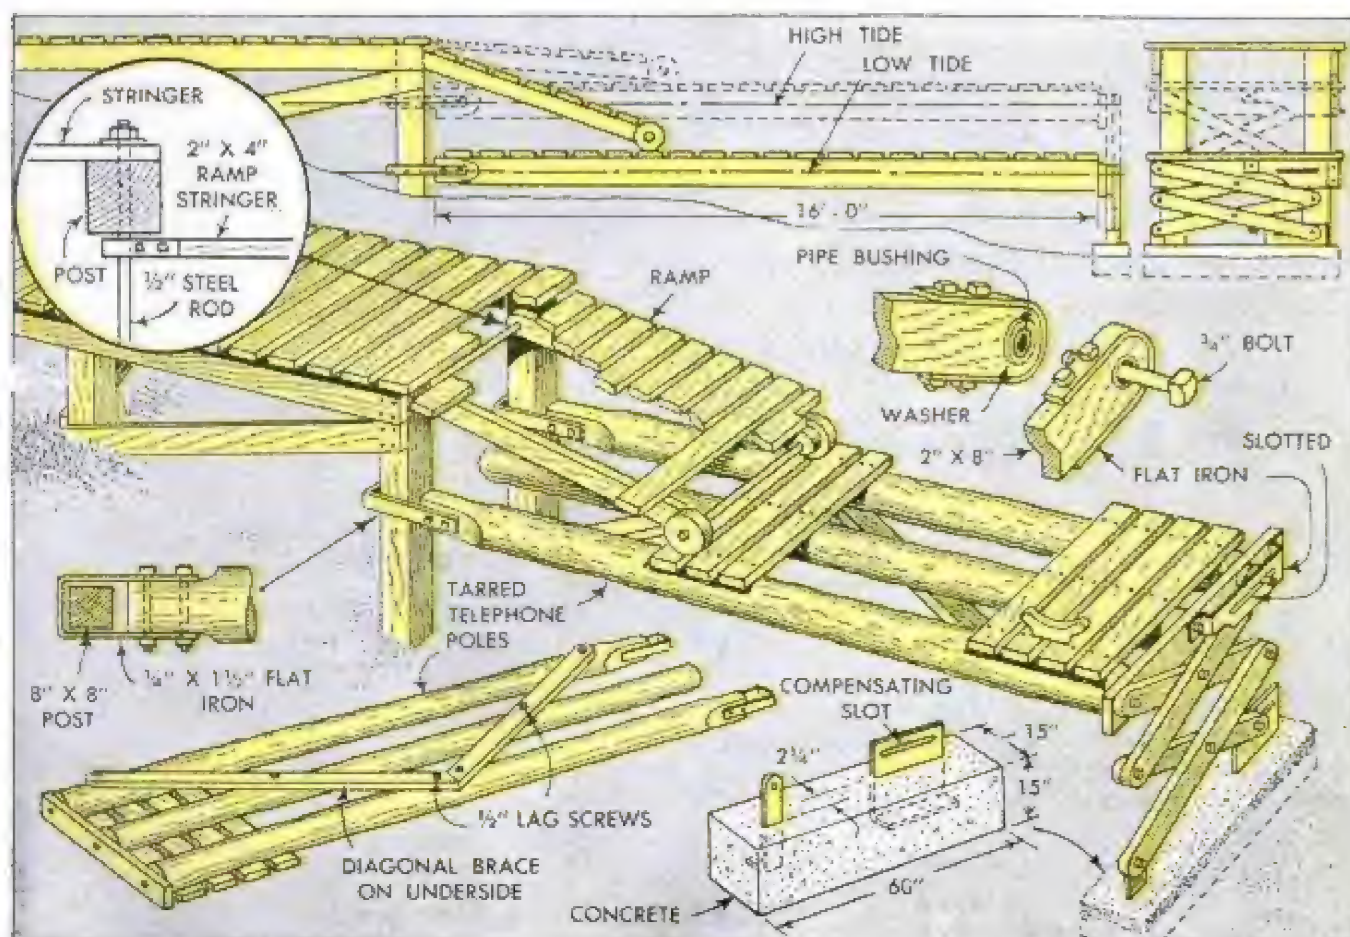 HIGH TIDE
LOW TIDE
STRINGER
2" X 4"
RAMP
STRINGER
POST
½" STEEL
ROD
16'-0"
PIPE BUSHING
RAMP
¾" BOLT
WASHER
2" X 8"
FLAT IRON
SLOTTED
TARRED
TELEPHONE
POLES
8" X 8"
POST
¼" X 1½" FLAT
IRON
COMPENSATING
SLOT
2¼"
15"
15"
½" LAG SCREWS
DIAGONAL BRACE
ON UNDERSIDE
60"
CONCRETE